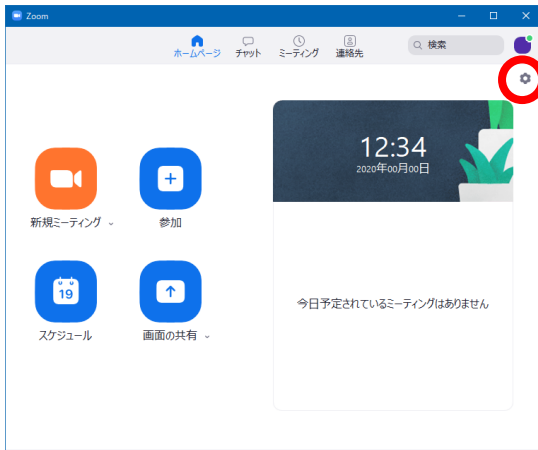 Zoom
ホームページ チャット ミーティング 連絡先 検索
12:34
2020年00月00日
新規ミーティング 参加
今日予定されているミーティングはありません
19
スケジュール 画面の共有